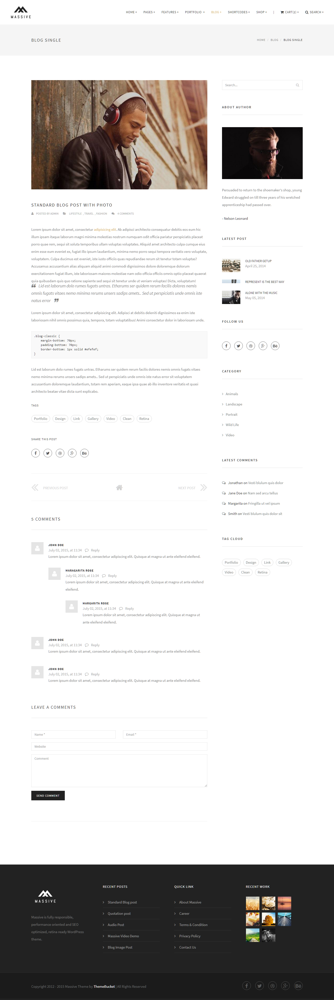 MASSIVE
HOME + PAGES + FEATURES + PORTFOLIO + BLOG + SHORTCODES + SHOP + | CART(2) + SEARCH +
BLOG SINGLE
HOME / BLOG / BLOG SINGLE
STANDARD BLOG POST WITH PHOTO
POSTED BY ADMIN LIFESTYLE , TRAVEL , FASHION 4 COMMENTS
Lorem ipsum dolor sit amet, consectetur adipisicing elit. Ab adipisci architecto consequatur debitis eos eum hic
illum ipsam itaque laborum magni minima molestias nostrum numquam odit officia pariatur perspiciatis placeat
porro quae rem, sequi sit soluta temporibus ullam voluptas voluptates. Aliquid amet architecto culpa cumque eius
enim esse eum eveniet ex, fugiat illo ipsum laudantium, minima nemo porro sequi tempora veritatis vero voluptate,
voluptatem. Culpa ducimus est eveniet, iste iusto officiis quas repudiandae rerum sit tenetur totam voluptas?
Accusamus accusantium alias aliquam aliquid animi commodi dignissimos dolore doloremque dolorum
exercitationem fugiat illum, iste laboriosam maiores molestiae nam odio officia officiis omnis optio placeat quaerat
quia quibusdam quis quo ratione sapiente sed sequi sit tenetur unde ut veniam voluptas! Dicta, voluptatum!
Lid est laborum dolo rumes fugats untras. Etharums ser quidem rerum facilis dolores nemis
omnis fugats vitaes nemo minima rerums unsers sadips amets.. Sed ut perspiciatis unde omnis iste
natus error
Lorem ipsum dolor sit amet, consectetur adipisicing elit. Adipisci at debitis deleniti dignissimos ea enim iste
laboriosam nihil omnis possimus quia, tempora, totam voluptatibus! Animi consectetur dolor in laboriosam unde.
.blog-classic {
    margin-bottom: 70px;
    padding-bottom: 70px;
    border-bottom: 1px solid #efefef;
}
Lid est laborum dolo rumes fugats untras. Etharums ser quidem rerum facilis dolores nemis omnis fugats vitaes
nemo minima rerums unsers sadips amets.. Sed ut perspiciatis unde omnis iste natus error sit voluptatem
accusantium doloremque laudantium, totam rem aperiam, eaque ipsa quae ab illo inventore veritatis et quasi
architecto beatae vitae dicta sunt explicabo.
TAGS
Portfolio Design Link Gallery Video Clean Retina
SHARE THIS POST
PREVIOUS POST NEXT POST
5 COMMENTS
JOHN DOE
July 02, 2015, at 11:34 Reply
Lorem ipsum dolor sit amet, consectetur adipiscing elit. Quisque at magna ut ante eleifend eleifend.
MARAGARITA ROSE
July 02, 2015, at 11:34 Reply
Lorem ipsum dolor sit amet, consectetur adipiscing elit. Quisque at magna ut ante eleifend
eleifend.
MARGARITA ROSE
July 02, 2015, at 11:34 Reply
Lorem ipsum dolor sit amet, consectetur adipiscing elit. Quisque at magna ut
ante eleifend eleifend.
JOHN DOE
July 02, 2015, at 11:34 Reply
Lorem ipsum dolor sit amet, consectetur adipiscing elit. Quisque at magna ut ante eleifend eleifend.
JOHN DOE
July 02, 2015, at 11:34 Reply
Lorem ipsum dolor sit amet, consectetur adipiscing elit. Quisque at magna ut ante eleifend eleifend.
LEAVE A COMMENTS
Name * Email *
Website
Comment
SEND COMMENT
Search...
ABOUT AUTHOR
Persuaded to return to the shoemaker's shop, young
Edward struggled on till three years of his wretched
apprenticeship had passed over.
- Nelson Leonard
LATEST POST
OLD FATHER GETUP
April 25, 2014
REPRESENT IS THE BEST WAY
ALONE WITH THE MUSIC
May 05, 2014
FOLLOW US
CATEGORY
Animals
Landscape
Portrait
Wild Life
Video
LATEST COMMENTS
Jonathan on Vesti blulum quis dolor
Jane Doe on Nam sed arcu tellus
Margarita on Fringilla ut vel ipsum
Smith on Vesti blulum quis dolor sit
TAG CLOUD
Portfolio Design Link Gallery
Video Clean Retina
MASSIVE
Massive is fully responsible,
performance oriented and SEO
optimized, retina ready WordPress
theme.
RECENT POSTS
Standard Blog post
Quotation post
Audio Post
Massive Video Demo
Blog Image Post
QUICK LINK
About Massive
Career
Terms & Condition
Privacy Policy
Contact Us
RECENT WORK
Copyright 2012 - 2015 Massive Theme by ThemeBucket | All Rights Reserved